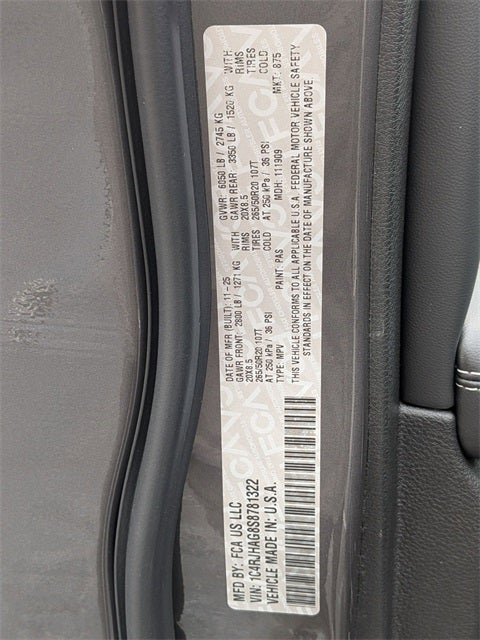 MFD BY: FCA US LLC
DATE OF MFR (BUILT): 11-25
GVWR: 6050 LB / 2745 KG
GAWR FRONT: 2800 LB / 1271 KG WITH
GAWR REAR: 3350 LB / 1520 KG WITH
20X8.5 RIMS
20X8.5 RIMS
265/50R20 107T TIRES
265/50R20 107T TIRES
AT 250 kPa / 36 PSI COLD
AT 250 kPa / 36 PSI COLD
VIN: 1C4RJHAG8S8781322
TYPE: MPV
PAINT: PAS
MDH: 111909
MKT: 875
VEHICLE MADE IN: U.S.A.
THIS VEHICLE CONFORMS TO ALL APPLICABLE U.S.A. FEDERAL MOTOR VEHICLE SAFETY
STANDARDS IN EFFECT ON THE DATE OF MANUFACTURE SHOWN ABOVE.